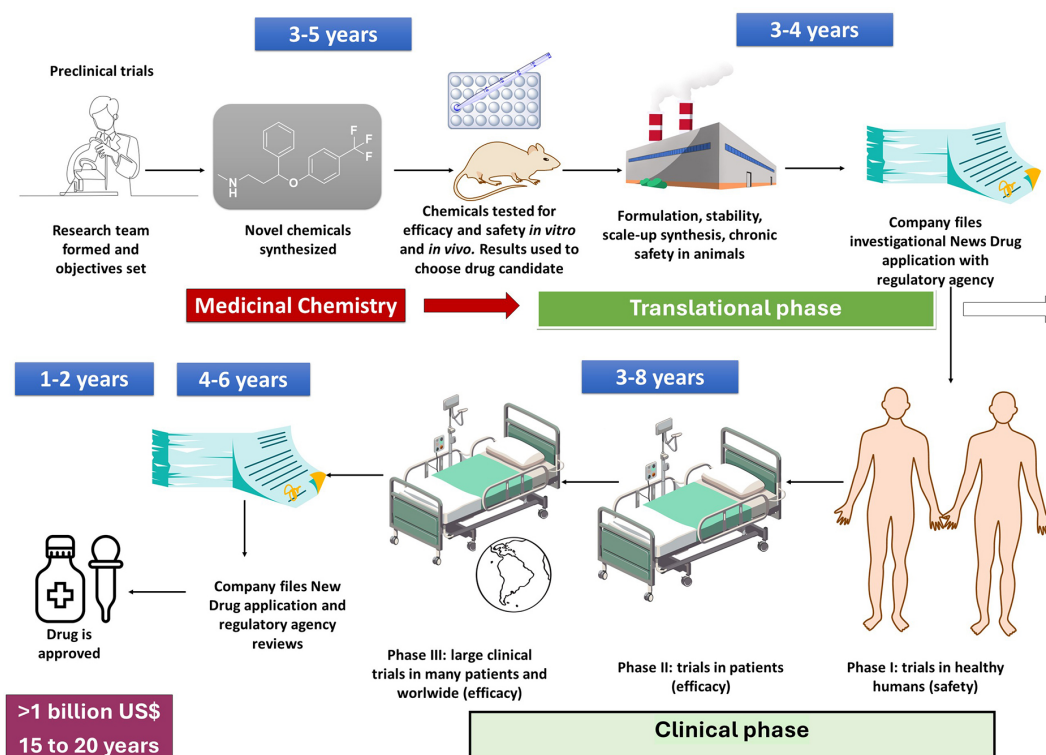 3-5 years
3-4 years
Preclinical trials
F
F
F
N
H
O
Research team
formed and
objectives set
Novel chemicals
synthesized
Chemicals tested for
efficacy and safety in vitro
and in vivo. Results used to
choose drug candidate
Formulation, stability,
scale-up synthesis, chronic
safety in animals
Company files
investigational News Drug
application with
regulatory agency
Medicinal Chemistry
Translational phase
1-2 years
4-6 years
3-8 years
Drug is
approved
Company files New
Drug application and
regulatory agency
reviews
Phase III: large clinical
trials in many patients and
worlwide (efficacy)
Phase II: trials in patients
(efficacy)
Phase I: trials in healthy
humans (safety)
>1 billion US$
15 to 20 years
Clinical phase